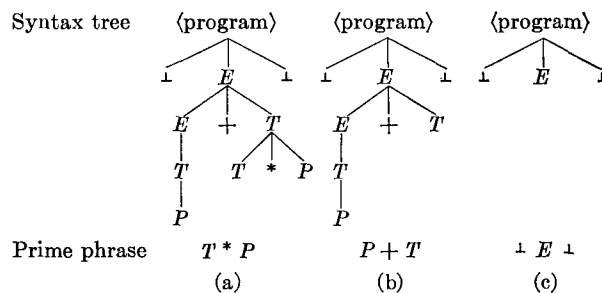 Syntax tree ⟨program⟩ ⟨program⟩ ⟨program⟩
⊥ E ⊥ ⊥ E ⊥ ⊥ E ⊥
E + T E + T
T T * P T
P P
Prime phrase T * P P + T ⊥ E ⊥
(a) (b) (c)